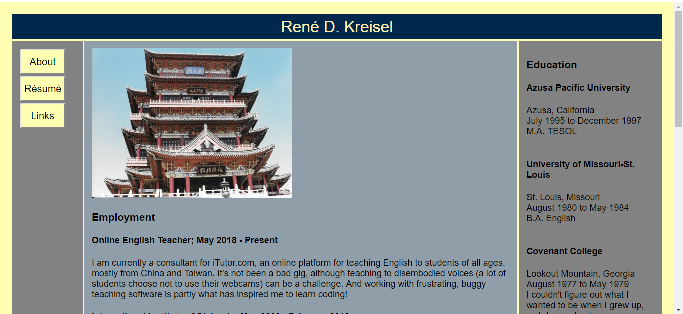 René D. Kreisel
About
Résumé
Links
Employment
Online English Teacher; May 2018 - Present
I am currently a consultant for iTutor.com, an online platform for teaching English to students of all ages,
mostly from China and Taiwan. It's not been a bad gig, although teaching to disembodied voices (a lot of
students choose not to use their webcams) can be a challenge. And working with frustrating, buggy
teaching software is partly what has inspired me to learn coding!
Education
Azusa Pacific University
Azusa, California
July 1995 to December 1997
M.A. TESOL
University of Missouri-St.
Louis
St. Louis, Missouri
August 1980 to May 1984
B.A. English
Covenant College
Lookout Mountain, Georgia
August 1977 to May 1979
I couldn't figure out what I
wanted to be when I grew up,